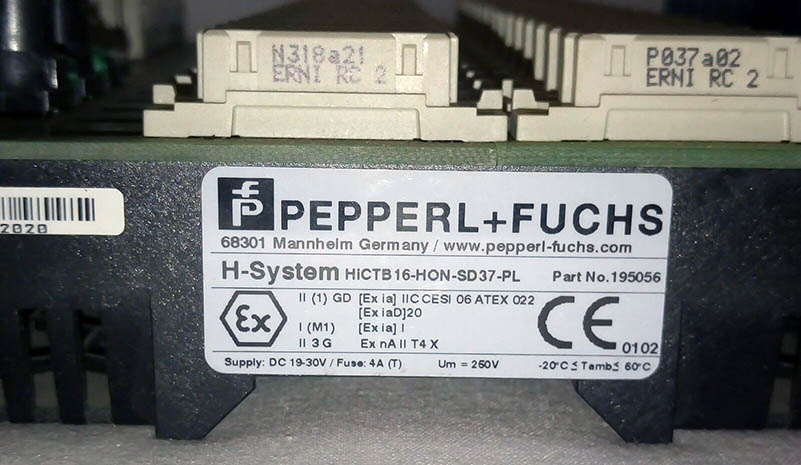 N318a21
ERNI RC 2
P037a02
ERNI RC 2
2020
PEPPERL+FUCHS
68301 Mannheim Germany / www.pepperl-fuchs.com
H-System HiCTB16-HON-SD37-PL Part No.195056
Ex II (1) GD [Ex ia] IICCESI 06 ATEX 022
[Ex iaD]20
I (M1) [Ex ia] I
II 3 G Ex nA II T4 X
CE 0102
Supply: DC 19-30V / Fuse: 4A (T) Um = 250V -20°C ≤ Tamb≤ 60°C